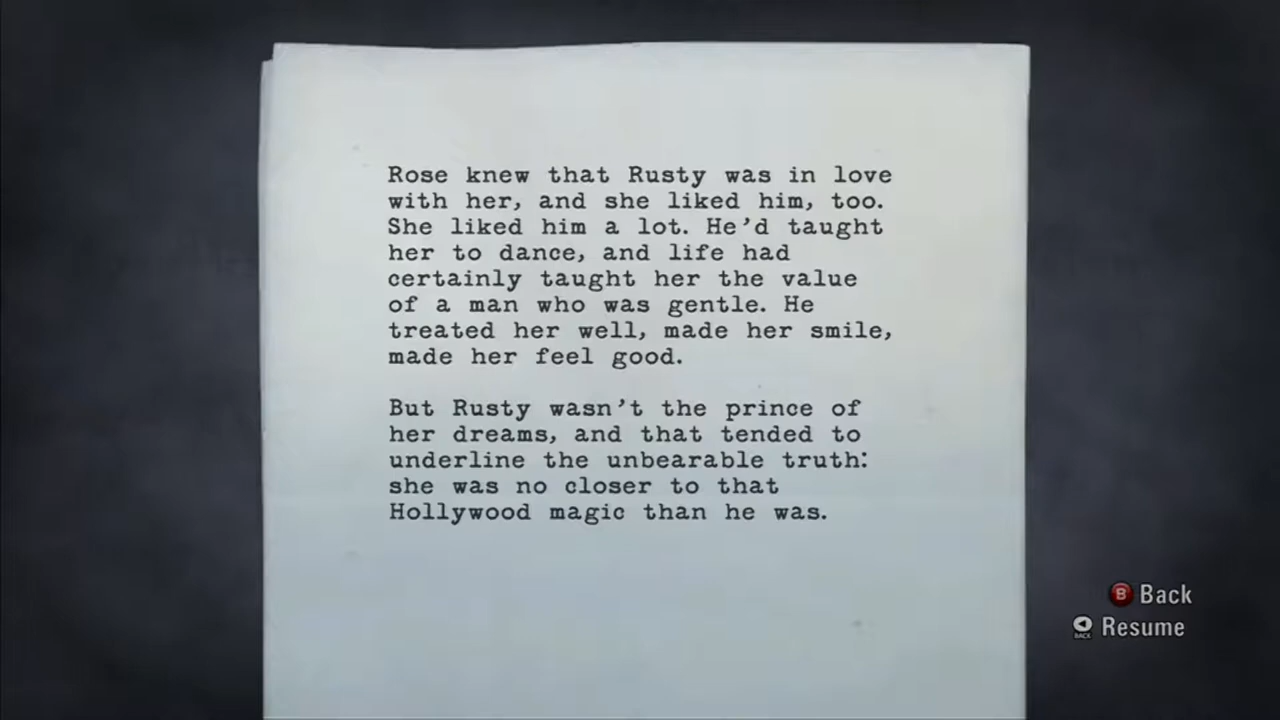 Rose knew that Rusty was in love
with her, and she liked him, too.
She liked him a lot. He’d taught
her to dance, and life had
certainly taught her the value
of a man who was gentle. He
treated her well, made her smile,
made her feel good.
But Rusty wasn’t the prince of
her dreams, and that tended to
underline the unbearable truth:
she was no closer to that
Hollywood magic than he was.
B Back
BACK Resume